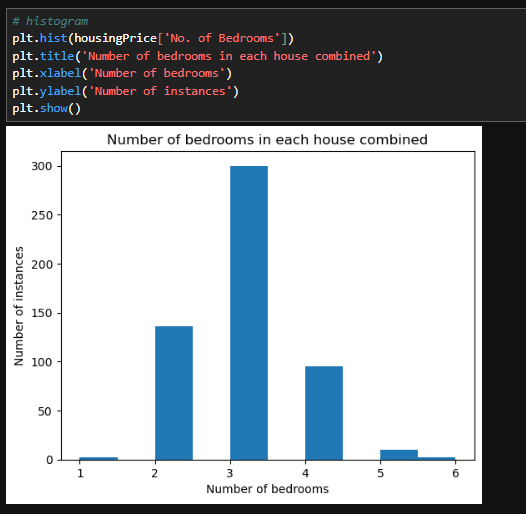 # histogram
plt.hist(housingPrice['No. of Bedrooms'])
plt.title('Number of bedrooms in each house combined')
plt.xlabel('Number of bedrooms')
plt.ylabel('Number of instances')
plt.show()
Number of bedrooms in each house combined
300
250
200
150
100
50
0
Number of instances
1 2 3 4 5 6
Number of bedrooms